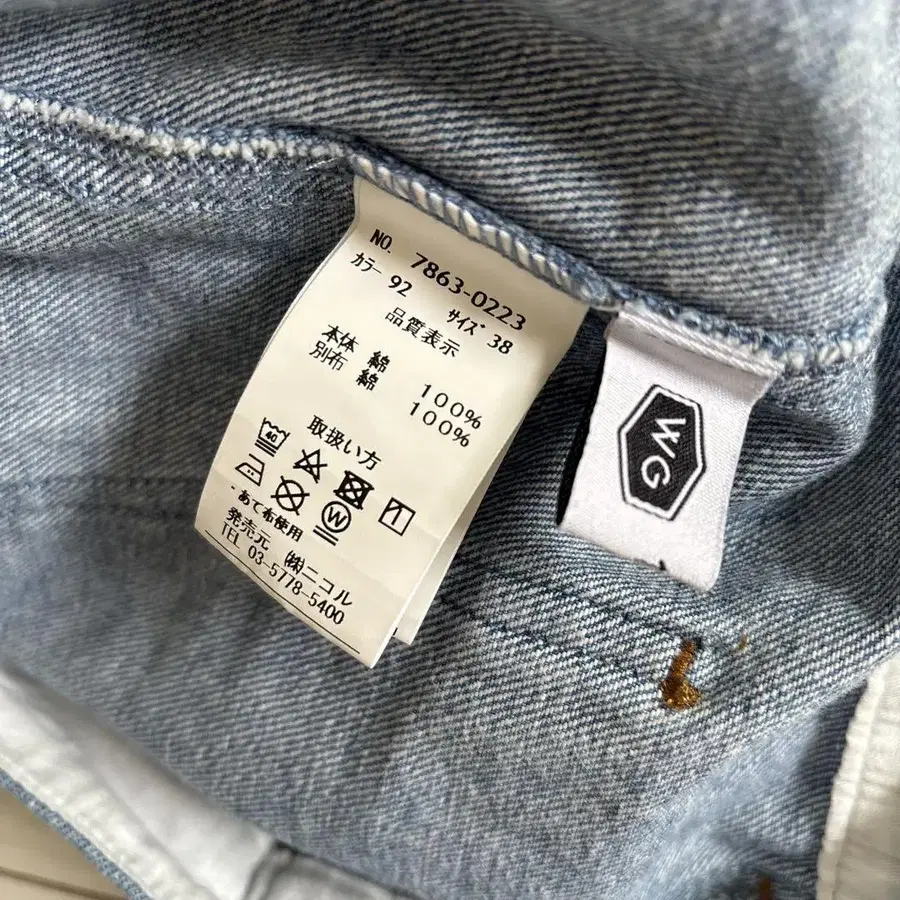 NO. 7863-0223
カラー 92 サイズ 38
品質表示
本体 綿 100%
別布 綿 100%
取扱い方
40
W
・あて布使用
発売元 ㈱ニコル
TEL 03-5778-5400
WG